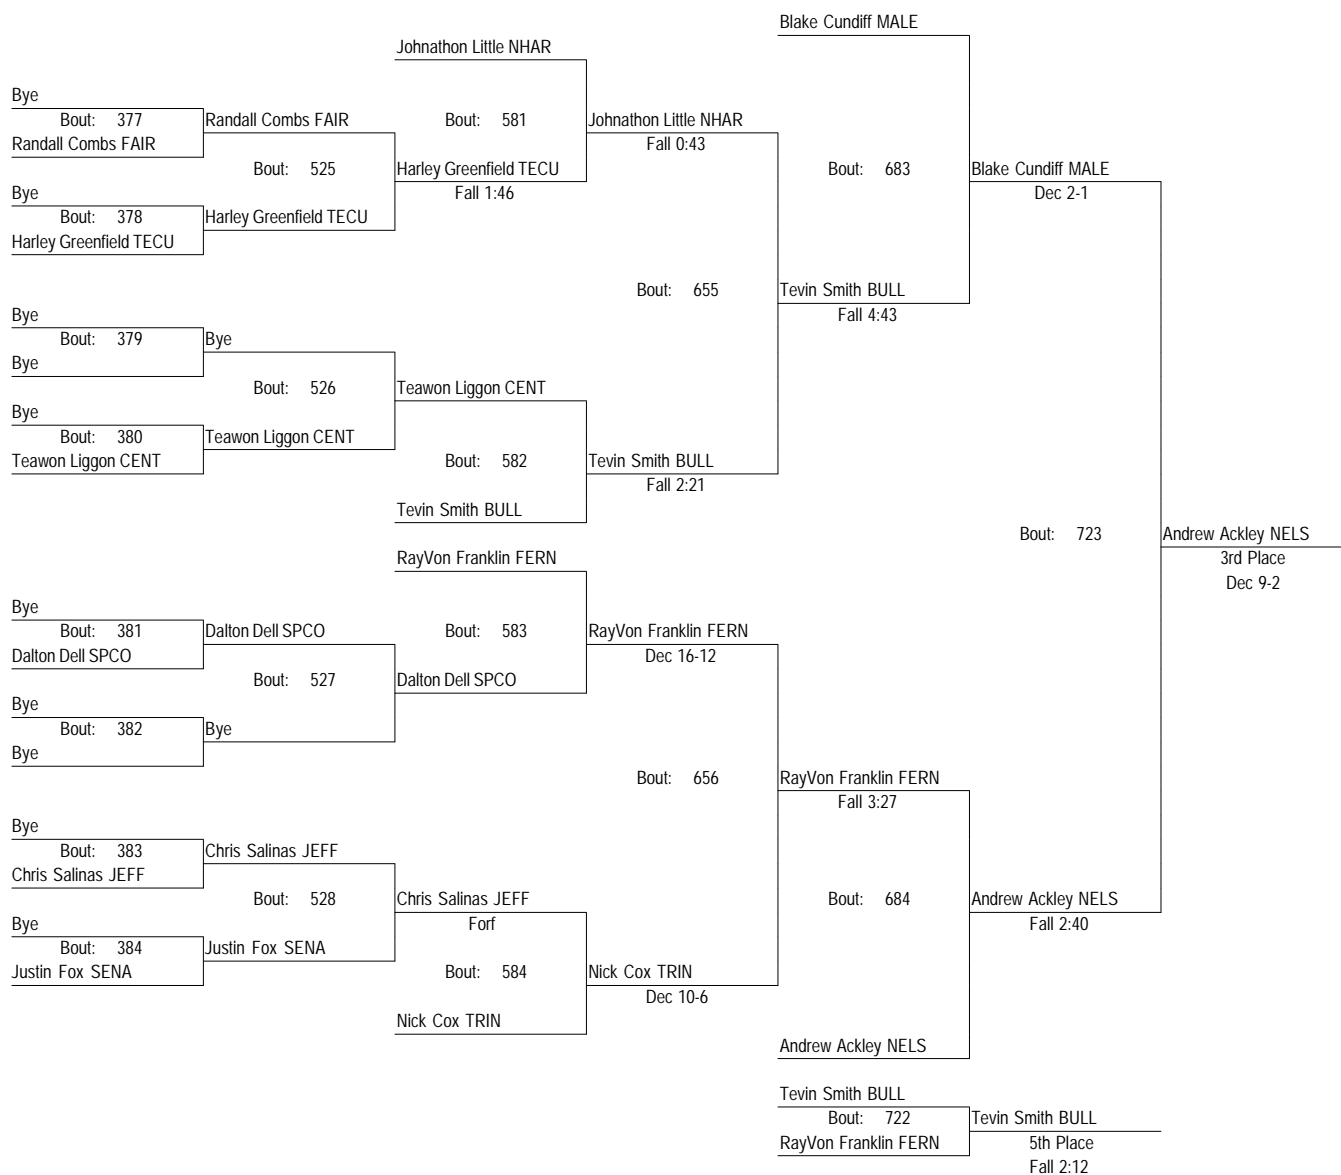 Blake Cundiff MALE
Johnathon Little NHAR
Bye
Bout: 377
Randall Combs FAIR
Randall Combs FAIR
Bout: 581
Johnathon Little NHAR
Fall 0:43
Bout: 525
Harley Greenfield TECU
Fall 1:46
Bout: 683
Blake Cundiff MALE
Dec 2-1
Bye
Bout: 378
Harley Greenfield TECU
Harley Greenfield TECU
Bout: 655
Tevin Smith BULL
Fall 4:43
Bye
Bout: 379
Bye
Bye
Bout: 526
Teawon Liggon CENT
Bye
Bout: 380
Teawon Liggon CENT
Teawon Liggon CENT
Bout: 582
Tevin Smith BULL
Fall 2:21
Tevin Smith BULL
Bout: 723
Andrew Ackley NELS
3rd Place
Dec 9-2
RayVon Franklin FERN
Bye
Bout: 381
Dalton Dell SPCO
Dalton Dell SPCO
Bout: 583
RayVon Franklin FERN
Dec 16-12
Bout: 527
Dalton Dell SPCO
Bye
Bout: 382
Bye
Bye
Bout: 656
RayVon Franklin FERN
Fall 3:27
Bye
Bout: 383
Chris Salinas JEFF
Chris Salinas JEFF
Bout: 528
Chris Salinas JEFF
Forf
Bout: 684
Andrew Ackley NELS
Fall 2:40
Bye
Bout: 384
Justin Fox SENA
Justin Fox SENA
Bout: 584
Nick Cox TRIN
Dec 10-6
Nick Cox TRIN
Andrew Ackley NELS
Tevin Smith BULL
Bout: 722
RayVon Franklin FERN
Tevin Smith BULL
5th Place
Fall 2:12